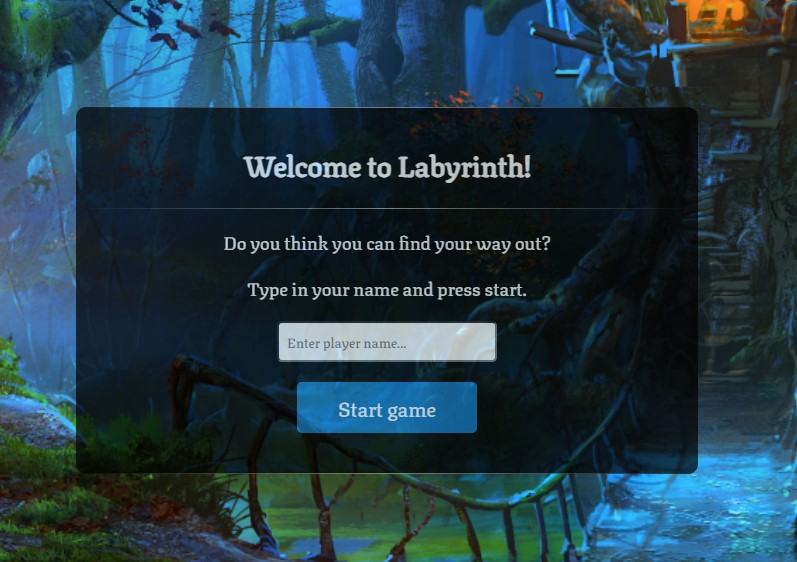 Welcome to Labyrinth!
Do you think you can find your way out?
Type in your name and press start.
Enter player name...
Start game